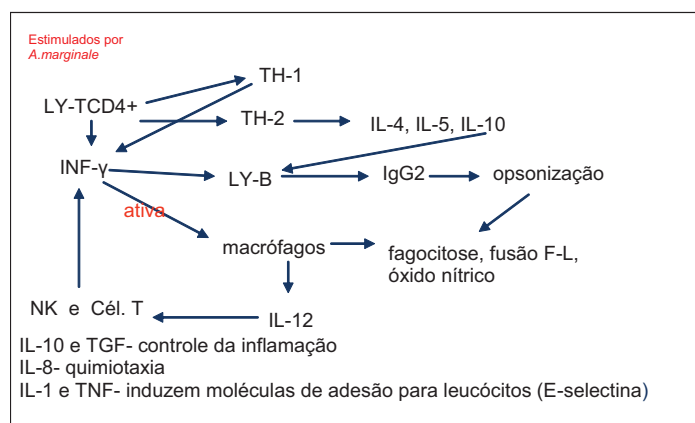 Estimulados por
A.marginale
TH-1
LY-TCD4+
TH-2
IL-4, IL-5, IL-10
INF-γ
LY-B
IgG2
opsonização
ativa
macrófagos
fagocitose, fusão F-L,
óxido nítrico
NK e Cél. T
IL-12
IL-10 e TGF- controle da inflamação
IL-8- quimiotaxia
IL-1 e TNF- induzem moléculas de adesão para leucócitos (E-selectina)